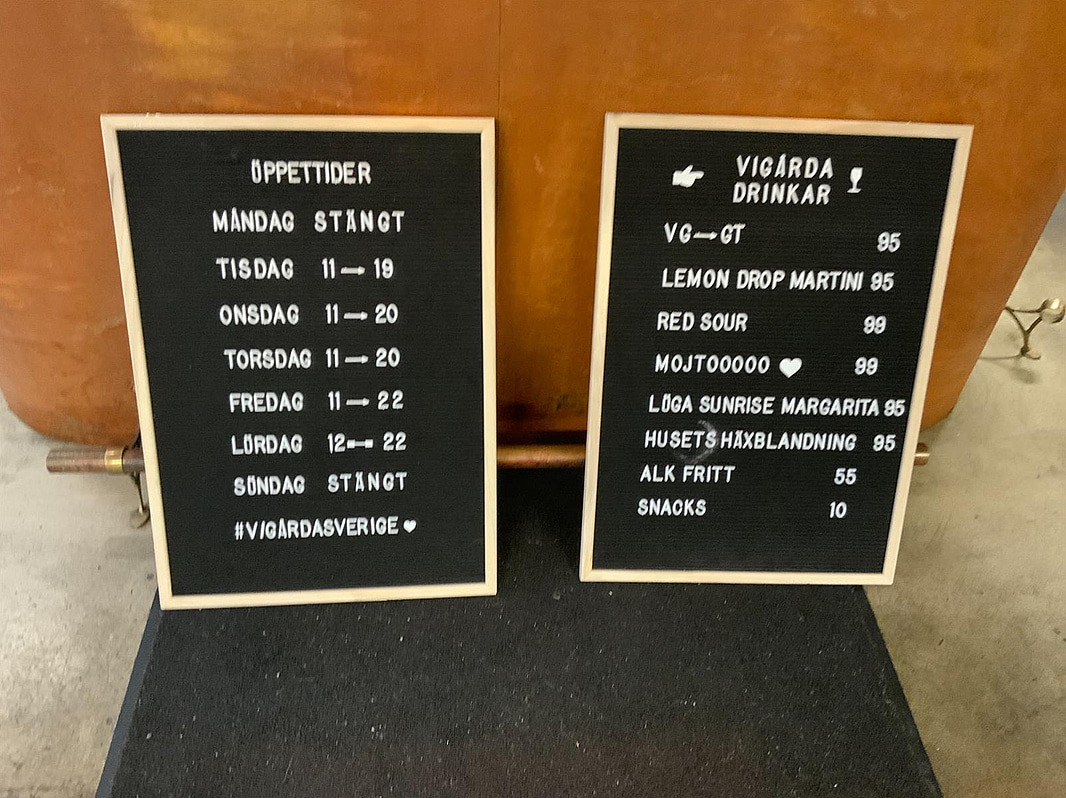 ÖPPETTIDER
MÅNDAG STÄNGT
TISDAG 11→19
ONSDAG 11→20
TORSDAG 11→20
FREDAG 11→22
LÖRDAG 12-22
SÖNDAG STÄNGT
#VIGÅRDASVERIGE♥
VIGÅRDA
DRINKAR
VG→GT 95
LEMON DROP MARTINI 95
RED SOUR 99
MOJTOOOOO ♥ 99
LÖGA SUNRISE MARGARITA 95
HUSETS HÄXBLANDNING 95
ALK FRITT 55
SNACKS 10